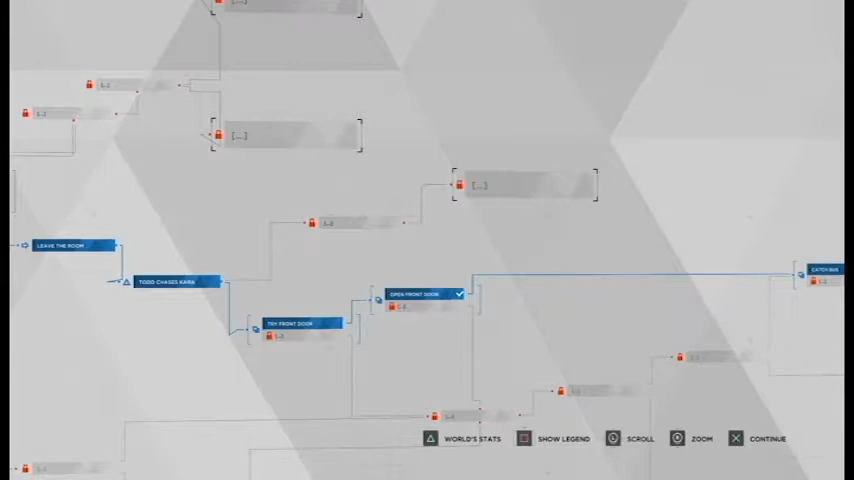 [...]
[...]
[...]
[...]
[...]
[...]
LEAVE THE ROOM
[...]
TODD CHASES KARA
OPEN FRONT DOOR
[...]
TRY FRONT DOOR
[...]
CATCH BUS
[...]
[...]
[...]
[...]
[...]
WORLD'S STATS
SHOW LEGEND
L
SCROLL
R
ZOOM
CONTINUE